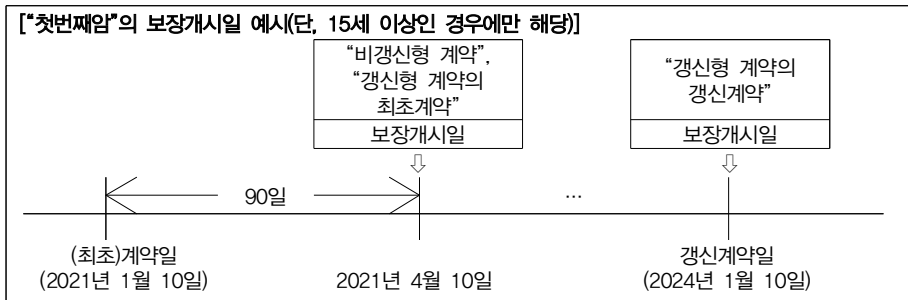 ["첫번째암"의 보장개시일 예시(단, 15세 이상인 경우에만 해당)]
"비갱신형 계약",
"갱신형 계약의
최초계약"
보장개시일
"갱신형 계약의
갱신계약"
보장개시일
90일
...
(최초)계약일
(2021년 1월 10일)
2021년 4월 10일
갱신계약일
(2024년 1월 10일)